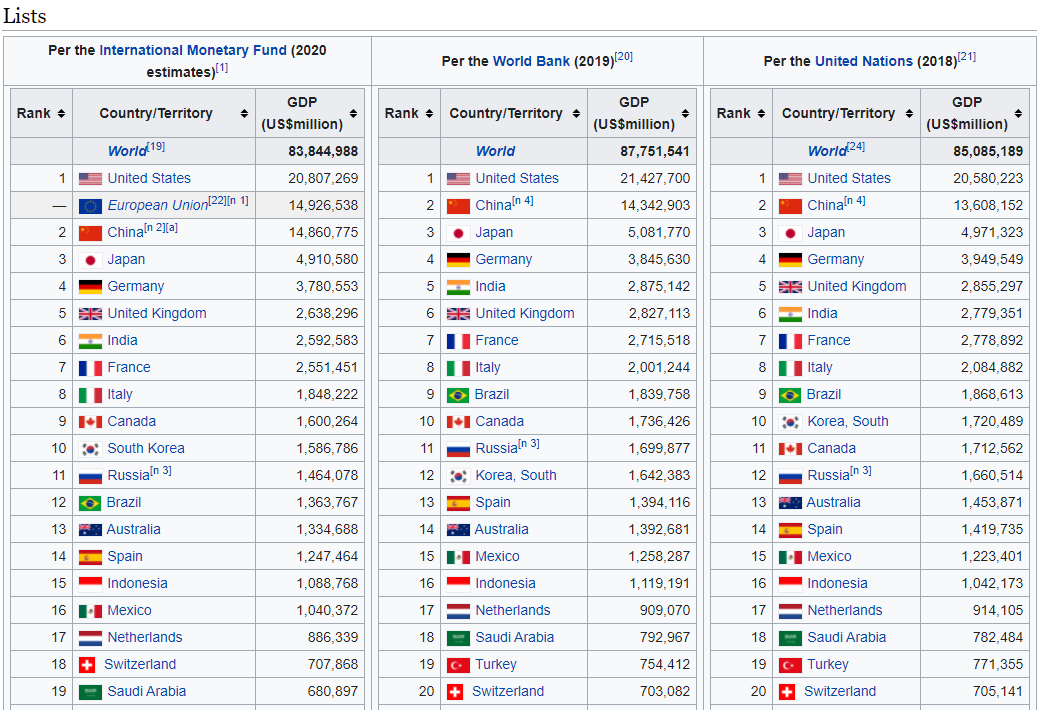 Lists
Per the International Monetary Fund (2020
estimates)[1]
Rank Country/Territory GDP
(US$million)
World[19] 83,844,988
1 United States 20,807,269
— European Union[22][n 1] 14,926,538
2 China[n 2][a] 14,860,775
3 Japan 4,910,580
4 Germany 3,780,553
5 United Kingdom 2,638,296
6 India 2,592,583
7 France 2,551,451
8 Italy 1,848,222
9 Canada 1,600,264
10 South Korea 1,586,786
11 Russia[n 3] 1,464,078
12 Brazil 1,363,767
13 Australia 1,334,688
14 Spain 1,247,464
15 Indonesia 1,088,768
16 Mexico 1,040,372
17 Netherlands 886,339
18 Switzerland 707,868
19 Saudi Arabia 680,897
Per the World Bank (2019)[20]
Rank Country/Territory GDP
(US$million)
World 87,751,541
1 United States 21,427,700
2 China[n 4] 14,342,903
3 Japan 5,081,770
4 Germany 3,845,630
5 India 2,875,142
6 United Kingdom 2,827,113
7 France 2,715,518
8 Italy 2,001,244
9 Brazil 1,839,758
10 Canada 1,736,426
11 Russia[n 3] 1,699,877
12 Korea, South 1,642,383
13 Spain 1,394,116
14 Australia 1,392,681
15 Mexico 1,258,287
16 Indonesia 1,119,191
17 Netherlands 909,070
18 Saudi Arabia 792,967
19 Turkey 754,412
20 Switzerland 703,082
Per the United Nations (2018)[21]
Rank Country/Territory GDP
(US$million)
World[24] 85,085,189
1 United States 20,580,223
2 China[n 4] 13,608,152
3 Japan 4,971,323
4 Germany 3,949,549
5 United Kingdom 2,855,297
6 India 2,779,351
7 France 2,778,892
8 Italy 2,084,882
9 Brazil 1,868,613
10 Korea, South 1,720,489
11 Canada 1,712,562
12 Russia[n 3] 1,660,514
13 Australia 1,453,871
14 Spain 1,419,735
15 Mexico 1,223,401
16 Indonesia 1,042,173
17 Netherlands 914,105
18 Saudi Arabia 782,484
19 Turkey 771,355
20 Switzerland 705,141